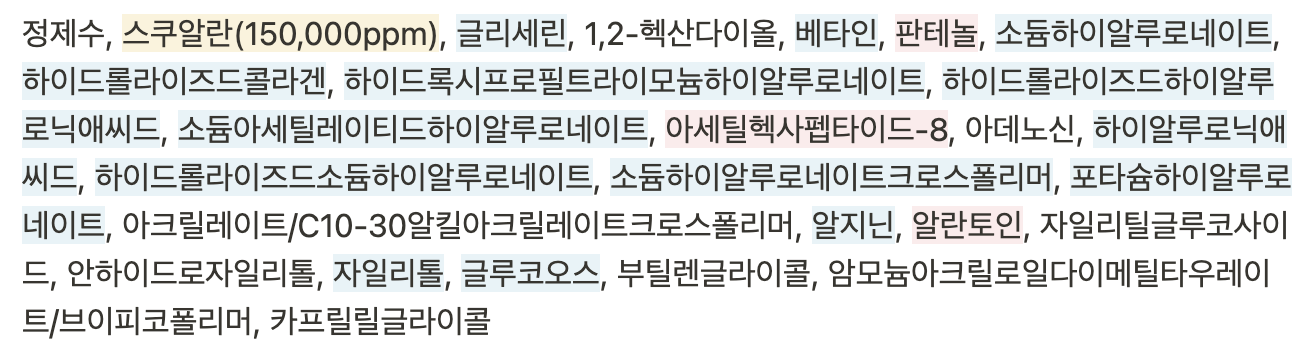 정제수, 스쿠알란(150,000ppm), 글리세린, 1,2-헥산다이올, 베타인, 판테놀, 소듐하이알루로네이트,
하이드롤라이즈드콜라겐, 하이드록시프로필트라이모늄하이알루로네이트, 하이드롤라이즈드하이알루
로닉애씨드, 소듐아세틸레이티드하이알루로네이트, 아세틸헥사펩타이드-8, 아데노신, 하이알루로닉애
씨드, 하이드롤라이즈드소듐하이알루로네이트, 소듐하이알루로네이트크로스폴리머, 포타슘하이알루로
네이트, 아크릴레이트/C10-30알킬아크릴레이트크로스폴리머, 알지닌, 알란토인, 자일리틸글루코사이
드, 안하이드로자일리톨, 자일리톨, 글루코오스, 부틸렌글라이콜, 암모늄아크릴로일다이메틸타우레이
트/브이피코폴리머, 카프릴릴글라이콜